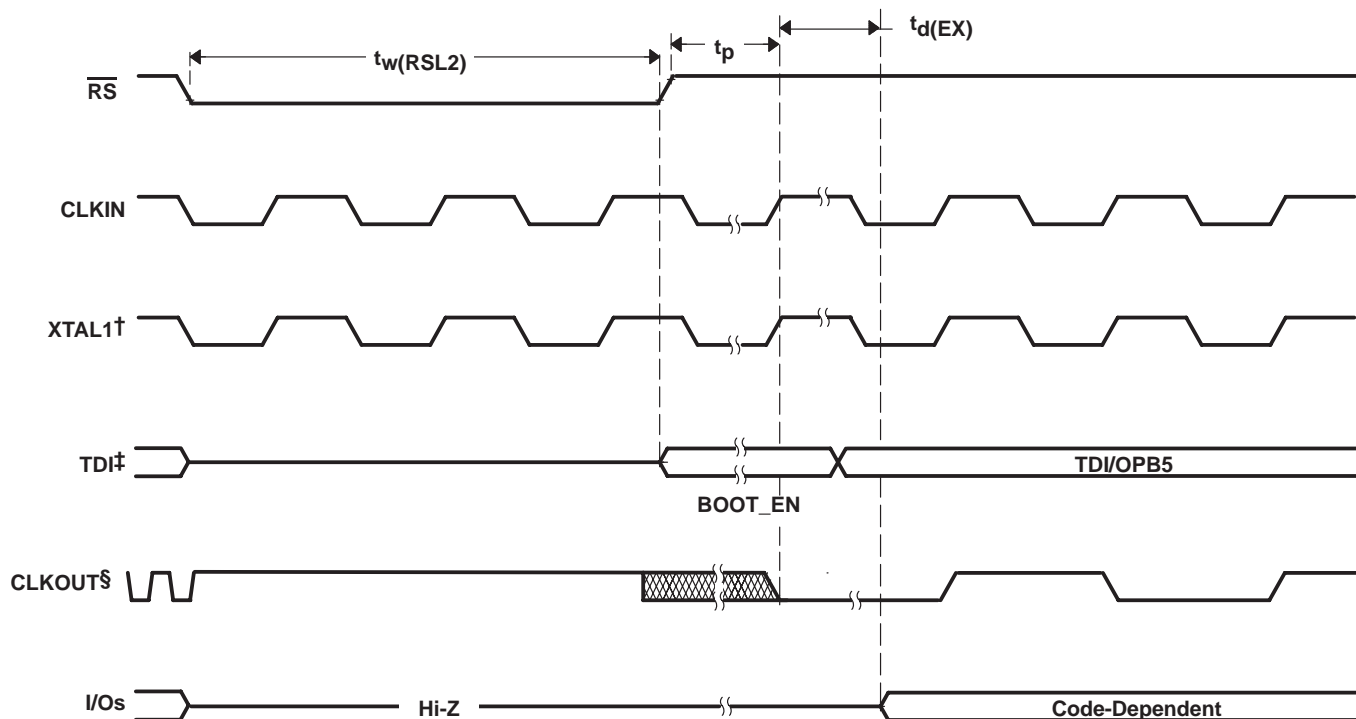 td(EX)
tp
tw(RSL2)
RS
CLKIN
XTAL1†
TDI‡
TDI/OPB5
BOOT_EN
CLKOUT§
I/Os
Hi-Z
Code-Dependent